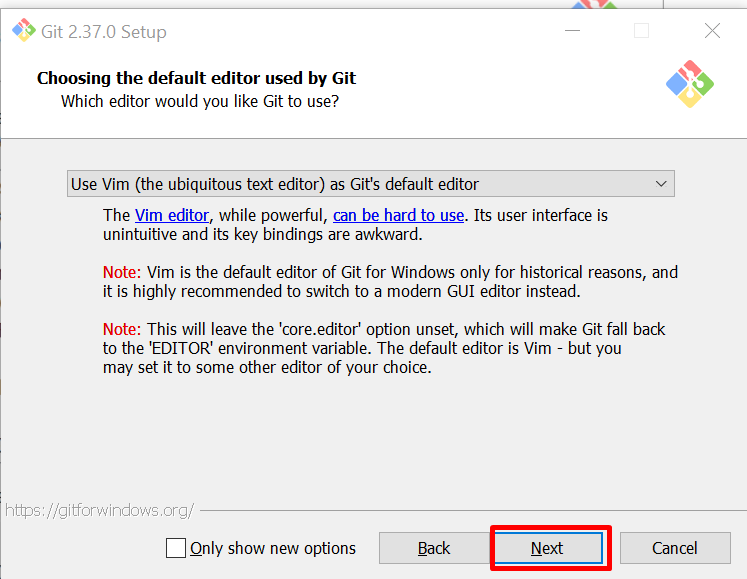 Git 2.37.0 Setup
Choosing the default editor used by Git
Which editor would you like Git to use?
Use Vim (the ubiquitous text editor) as Git's default editor
The Vim editor, while powerful, can be hard to use. Its user interface is
unintuitive and its key bindings are awkward.
Note: Vim is the default editor of Git for Windows only for historical reasons, and
it is highly recommended to switch to a modern GUI editor instead.
Note: This will leave the 'core.editor' option unset, which will make Git fall back
to the 'EDITOR' environment variable. The default editor is Vim - but you
may set it to some other editor of your choice.
https://gitforwindows.org/
Only show new options Back Next Cancel